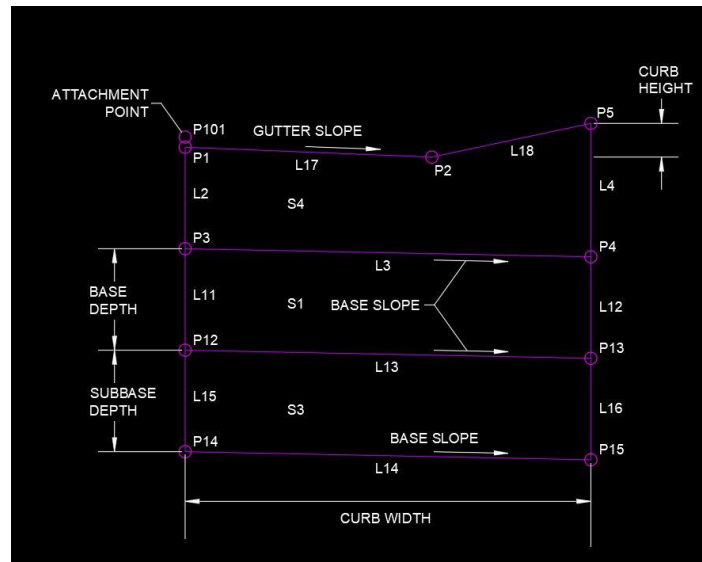 CURB
HEIGHT
ATTACHMENT
POINT
P101
P5
GUTTER SLOPE
P1
L17
P2
L18
L2
S4
L4
P3
P4
L3
BASE
DEPTH
L11
S1
BASE SLOPE
L12
P12
L13
P13
SUBBASE
DEPTH
L15
S3
L16
P14
BASE SLOPE
P15
L14
CURB WIDTH